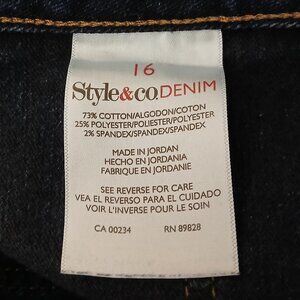 16
Style&co.DENIM
73% COTTON/ALGODON/COTON
25% POLYESTER/POLIESTER/POLYESTER
2% SPANDEX/SPANDEX/SPANDEX
MADE IN JORDAN
HECHO EN JORDANIA
FABRIQUE EN JORDANIE
SEE REVERSE FOR CARE
VEA EL REVERSO PARA EL CUIDADO
VOIR L'INVERSE POUR LE SOIN
CA 00234 RN 89828